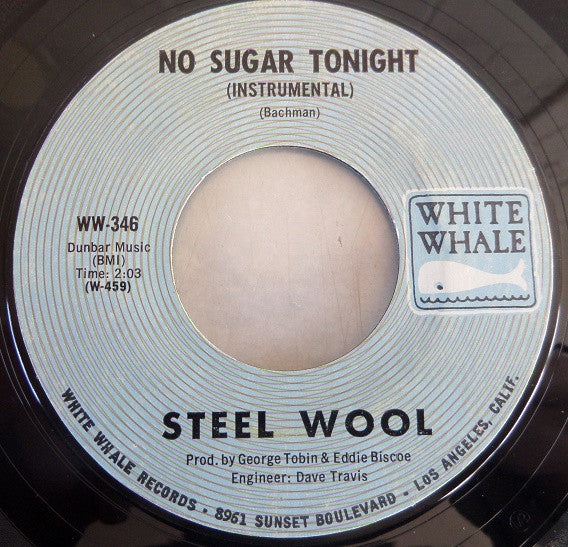 NO SUGAR TONIGHT
(INSTRUMENTAL)
(Bachman)
WW-346
Dunbar Music
(BMI)
Time: 2:03
(W-459)
WHITE
WHALE
STEEL WOOL
Prod. by George Tobin & Eddie Biscoe
Engineer: Dave Travis
WHITE WHALE RECORDS • 8961 SUNSET BOULEVARD • LOS ANGELES, CALIF.